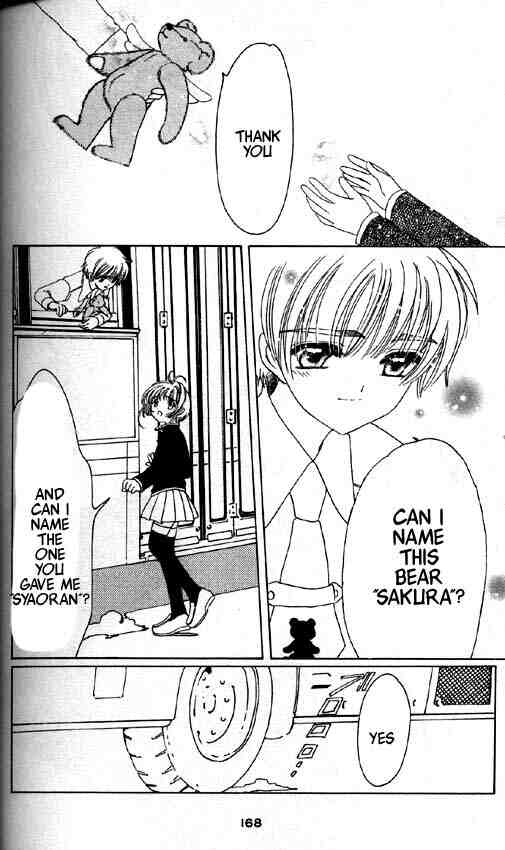 THANK
YOU
CAN I
NAME
THIS
BEAR
"SAKURA"?
AND
CAN I
NAME
THE
ONE
YOU
GAVE ME
"SYAORAN"?
YES
168